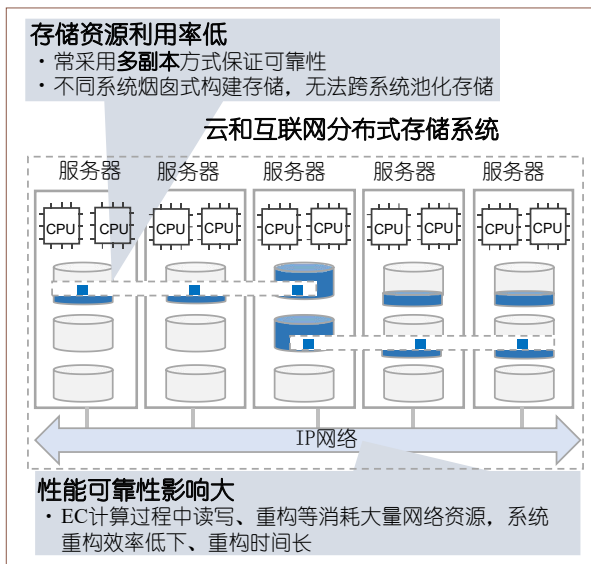 存储资源利用率低
· 常采用多副本方式保证可靠性
· 不同系统烟囱式构建存储，无法跨系统池化存储
云和互联网分布式存储系统
服务器 服务器 服务器 服务器 服务器
CPU CPU CPU CPU CPU CPU CPU CPU CPU CPU
IP网络
性能可靠性影响大
· EC计算过程中读写、重构等消耗大量网络资源，系统
重构效率低下、重构时间长